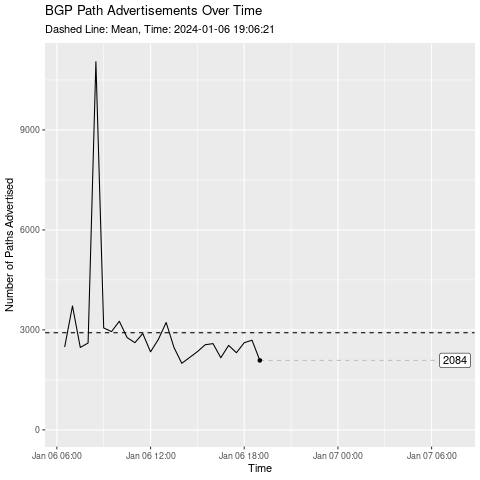 BGP Path Advertisements Over Time
Dashed Line: Mean, Time: 2024-01-06 19:06:21
Number of Paths Advertised
9000
6000
3000
0
2084
Jan 06 06:00
Jan 06 12:00
Jan 06 18:00
Jan 07 00:00
Jan 07 06:00
Time